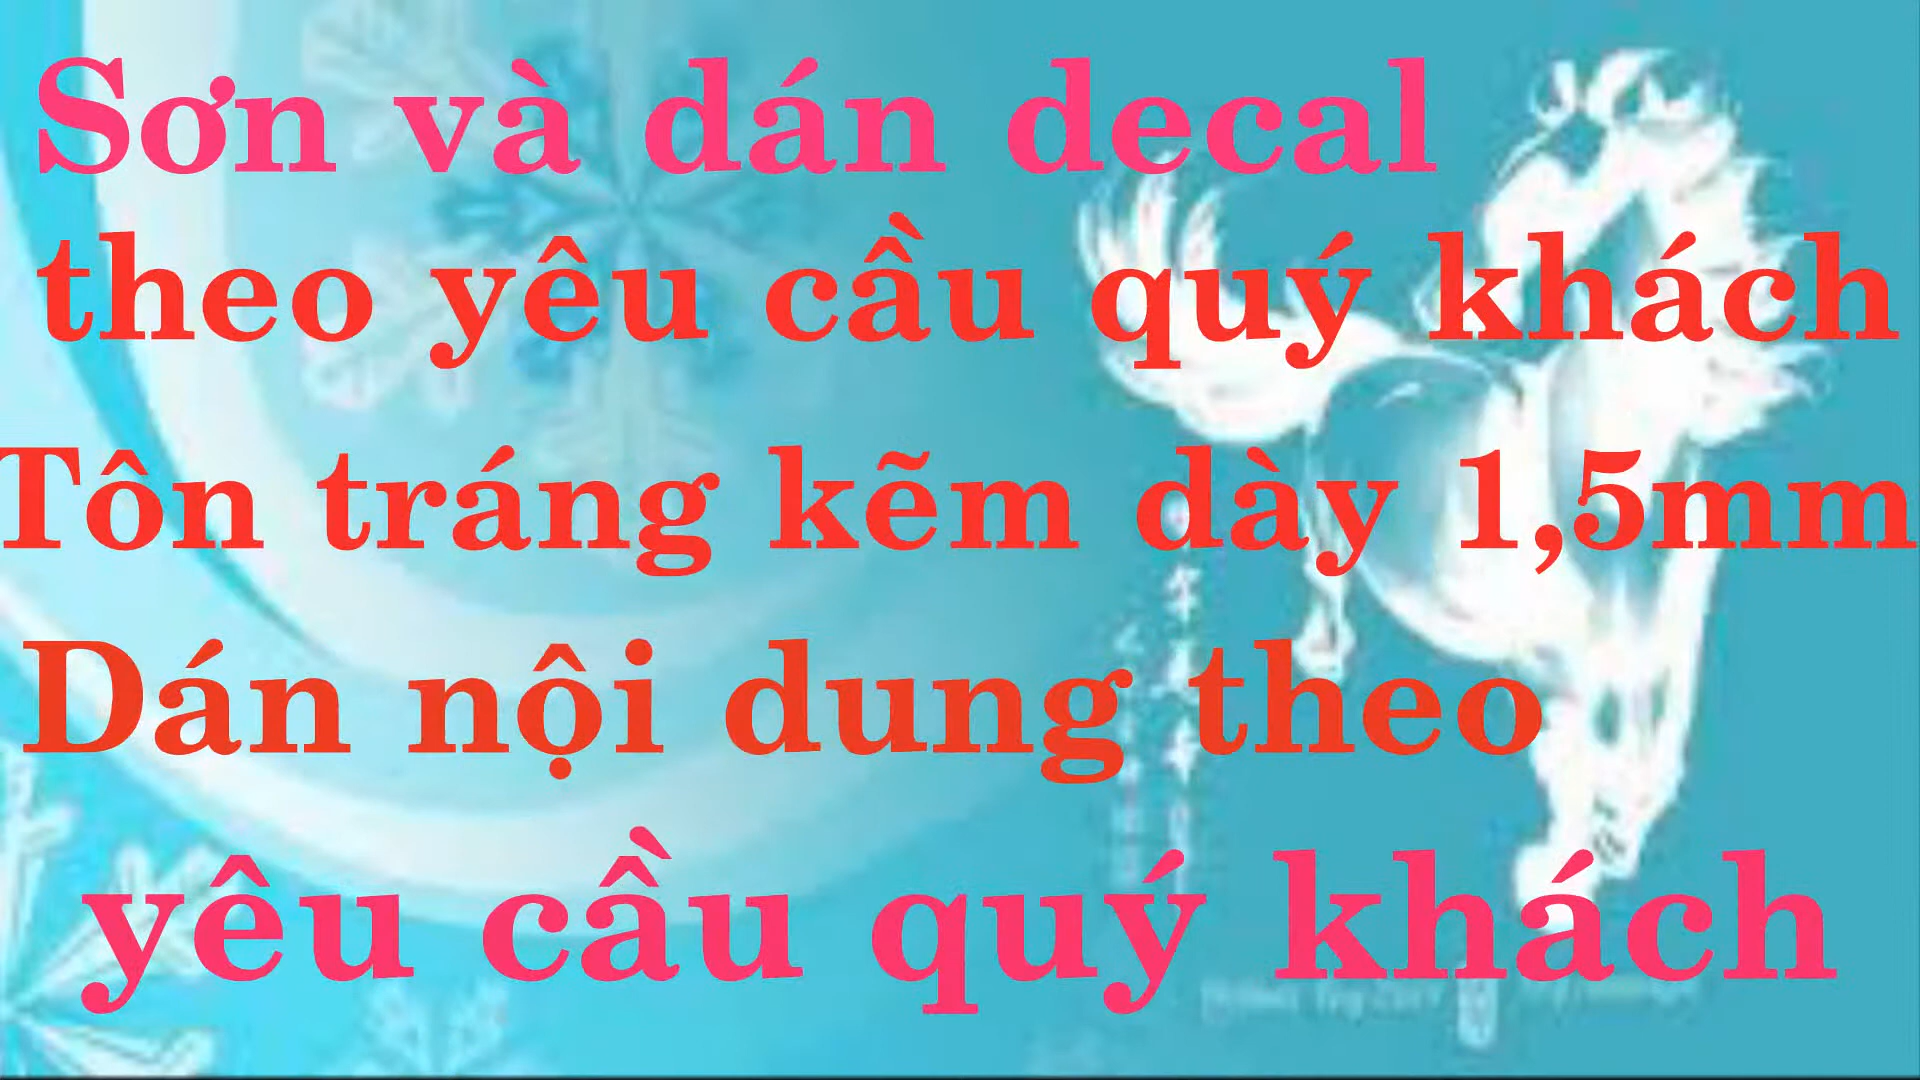 Sơn và dán decal
theo yêu cầu quý khách
Tôn tráng kẽm dày 1,5mm
Dán nội dung theo
yêu cầu quý khách